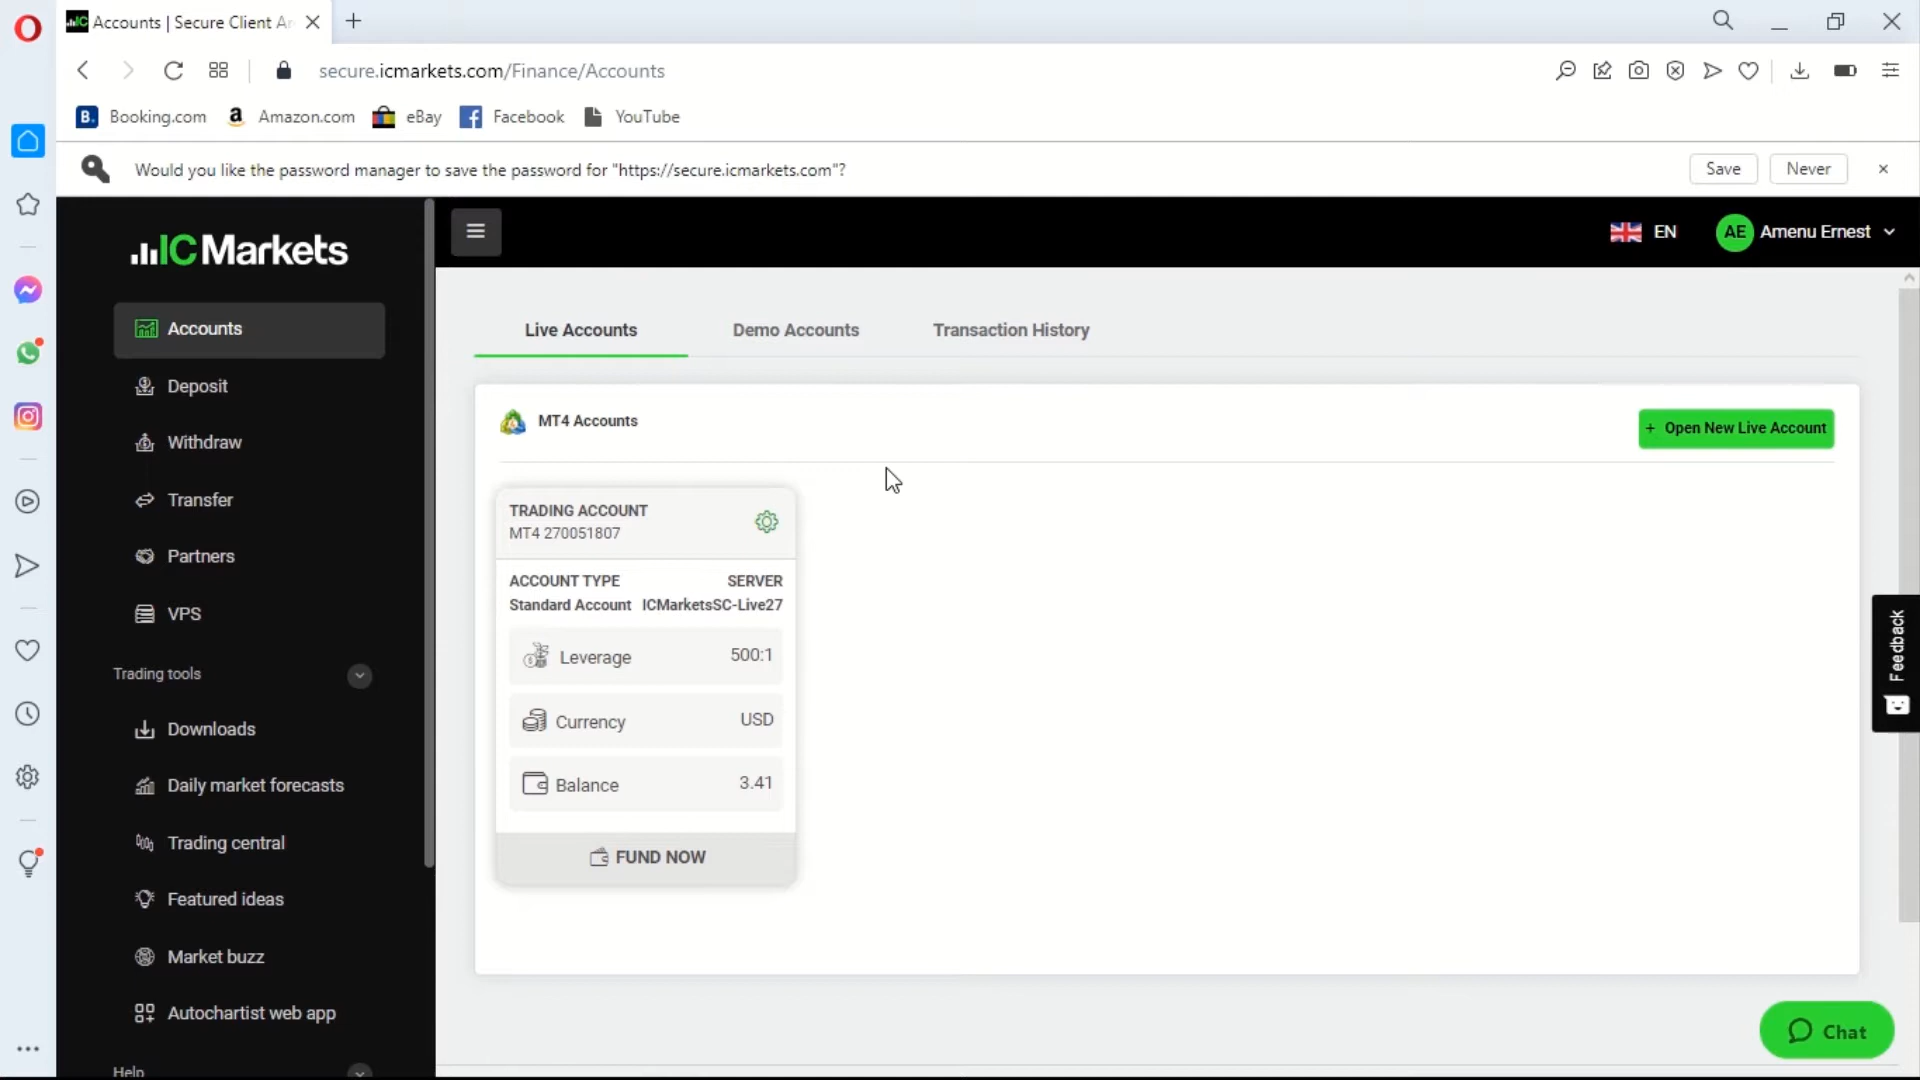 Accounts | Secure Client Ar
secure.icmarkets.com/Finance/Accounts
B. Booking.com a Amazon.com eBay Facebook YouTube
Would you like the password manager to save the password for "https://secure.icmarkets.com"?
Save Never
IC Markets
EN
AE Amenu Ernest
Accounts
Deposit
Withdraw
Transfer
Partners
VPS
Trading tools
Downloads
Daily market forecasts
Trading central
Featured ideas
Market buzz
Autochartist web app
Help
Live Accounts Demo Accounts Transaction History
MT4 Accounts
+ Open New Live Account
TRADING ACCOUNT
MT4 270051807
ACCOUNT TYPE SERVER
Standard Account ICMarketsSC-Live27
Leverage 500:1
Currency USD
Balance 3.41
FUND NOW
Feedback
Chat